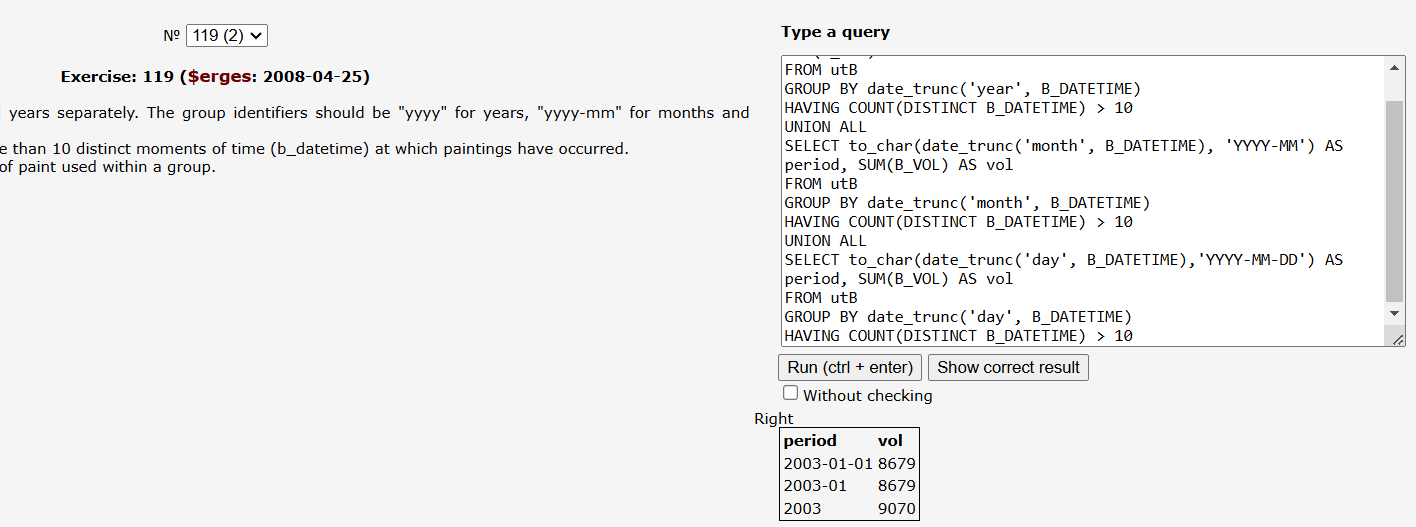 № 119 (2)
Exercise: 119 ($erges: 2008-04-25)
years separately. The group identifiers should be "yyyy" for years, "yyyy-mm" for months and
than 10 distinct moments of time (b_datetime) at which paintings have occurred.
of paint used within a group.
Type a query
FROM utB
GROUP BY date_trunc('year', B_DATETIME)
HAVING COUNT(DISTINCT B_DATETIME) > 10
UNION ALL
SELECT to_char(date_trunc('month', B_DATETIME), 'YYYY-MM') AS
period, SUM(B_VOL) AS vol
FROM utB
GROUP BY date_trunc('month', B_DATETIME)
HAVING COUNT(DISTINCT B_DATETIME) > 10
UNION ALL
SELECT to_char(date_trunc('day', B_DATETIME),'YYYY-MM-DD') AS
period, SUM(B_VOL) AS vol
FROM utB
GROUP BY date_trunc('day', B_DATETIME)
HAVING COUNT(DISTINCT B_DATETIME) > 10
Run (ctrl + enter) Show correct result
Without checking
Right
period vol
2003-01-01 8679
2003-01 8679
2003 9070